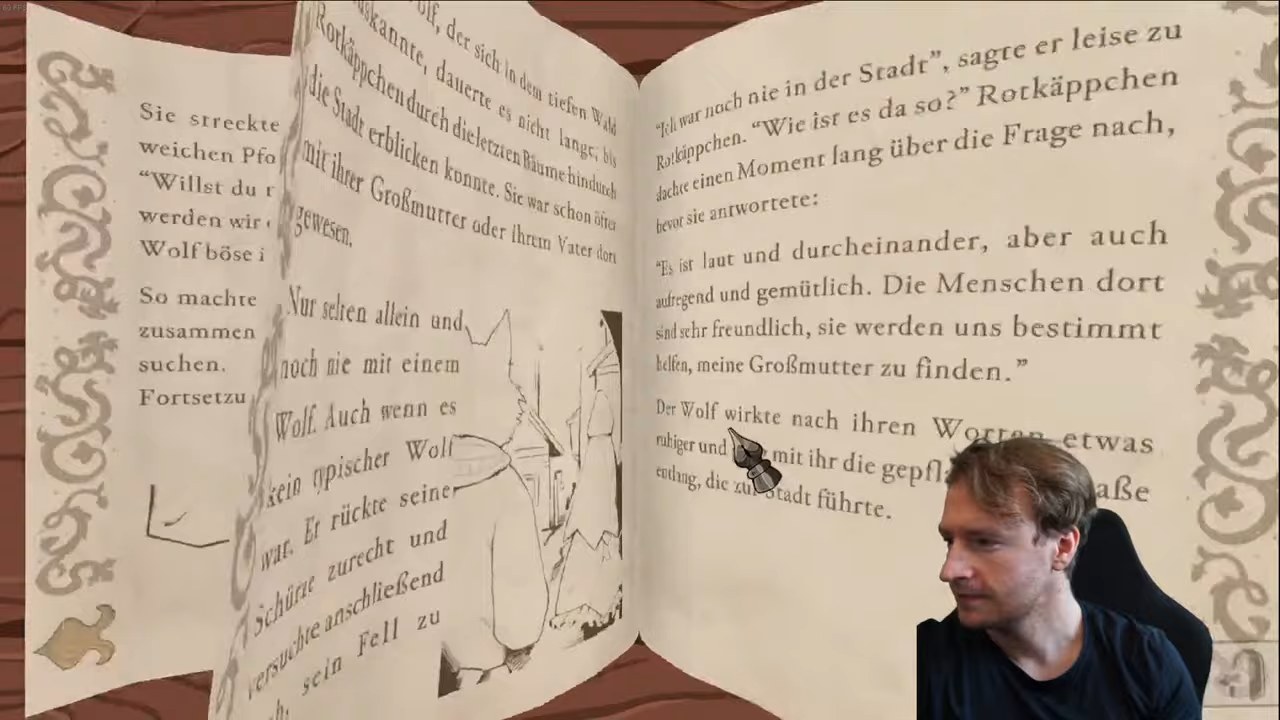 Sie streckte
weichen Pfo
“Willst du
werden wir
Wolf böse i
So machte
zusammen
suchen.
Fortsetzu
der sich in dem tiefen Wald
auskannte, dauerte es nicht lange, bis
Rotkäppchen durch die letzten Bäume hindurch
die Stadt erblicken konnte. Sie war schon öfter
mit ihrer Großmutter oder ihrem Vater dort
gewesen.
Nur selten allein und
noch nie mit einem
Wolf. Auch wenn es
kein typischer Wolf
war. Er rückte seine
Schürze zurecht und
versuchte anschließend
sein Fell zu
“Ich war noch nie in der Stadt”, sagte er leise zu
Rotkäppchen. “Wie ist es da so?” Rotkäppchen
dachte einen Moment lang über die Frage nach,
bevor sie antwortete:
“Es ist laut und durcheinander, aber auch
aufregend und gemütlich. Die Menschen dort
sind sehr freundlich, sie werden uns bestimmt
helfen, meine Großmutter zu finden.”
Der Wolf wirkte nach ihren Worten etwas
ruhiger und mit ihr die gepfl aße
entlang, die zur Stadt führte.